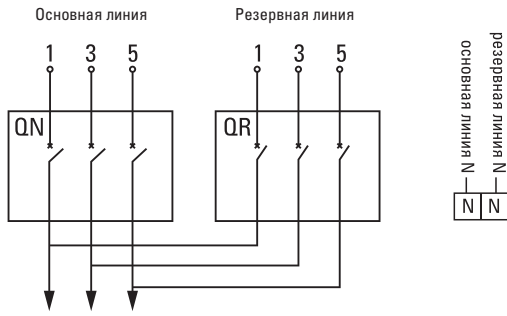 Основная линия
Резервная линия
1 3 5
1 3 5
QN
QR
основная линия N
резервная линия N
N N